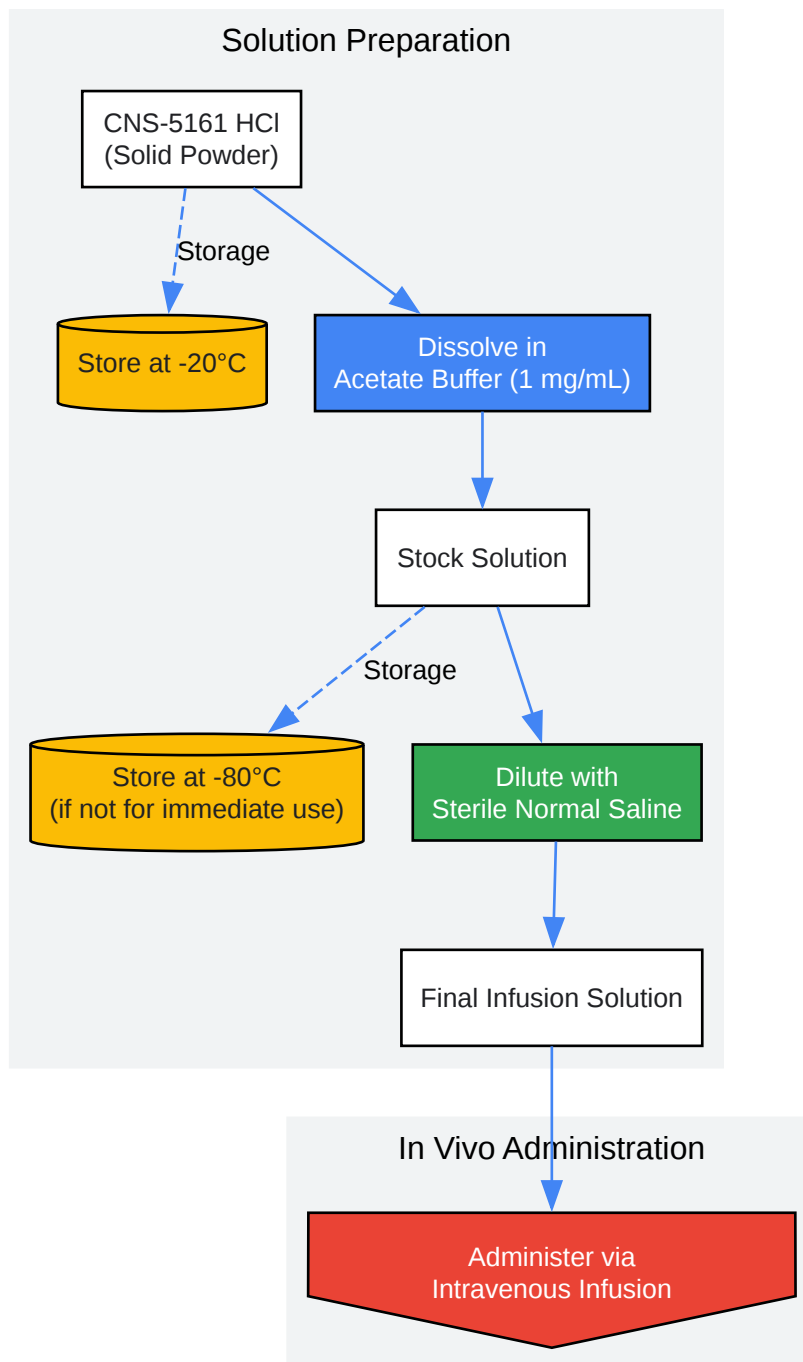 Solution Preparation
CNS-5161 HCl
(Solid Powder)
Storage
Store at -20°C
Dissolve in
Acetate Buffer (1 mg/mL)
Stock Solution
Storage
Store at -80°C
(if not for immediate use)
Dilute with
Sterile Normal Saline
Final Infusion Solution
In Vivo Administration
Administer via
Intravenous Infusion